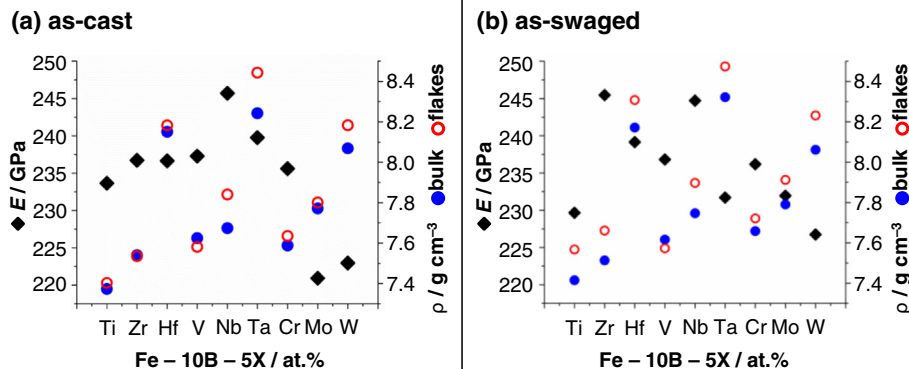 (a) as-cast
250
245
240
235
230
225
220
E / GPa
8.4
8.2
8.0
7.8
7.6
7.4
ρ / g cm⁻³ bulk flakes
Ti Zr Hf V Nb Ta Cr Mo W
Fe – 10B – 5X / at.%
(b) as-swaged
250
245
240
235
230
225
220
E / GPa
8.4
8.2
8.0
7.8
7.6
7.4
ρ / g cm⁻³ bulk flakes
Ti Zr Hf V Nb Ta Cr Mo W
Fe – 10B – 5X / at.%